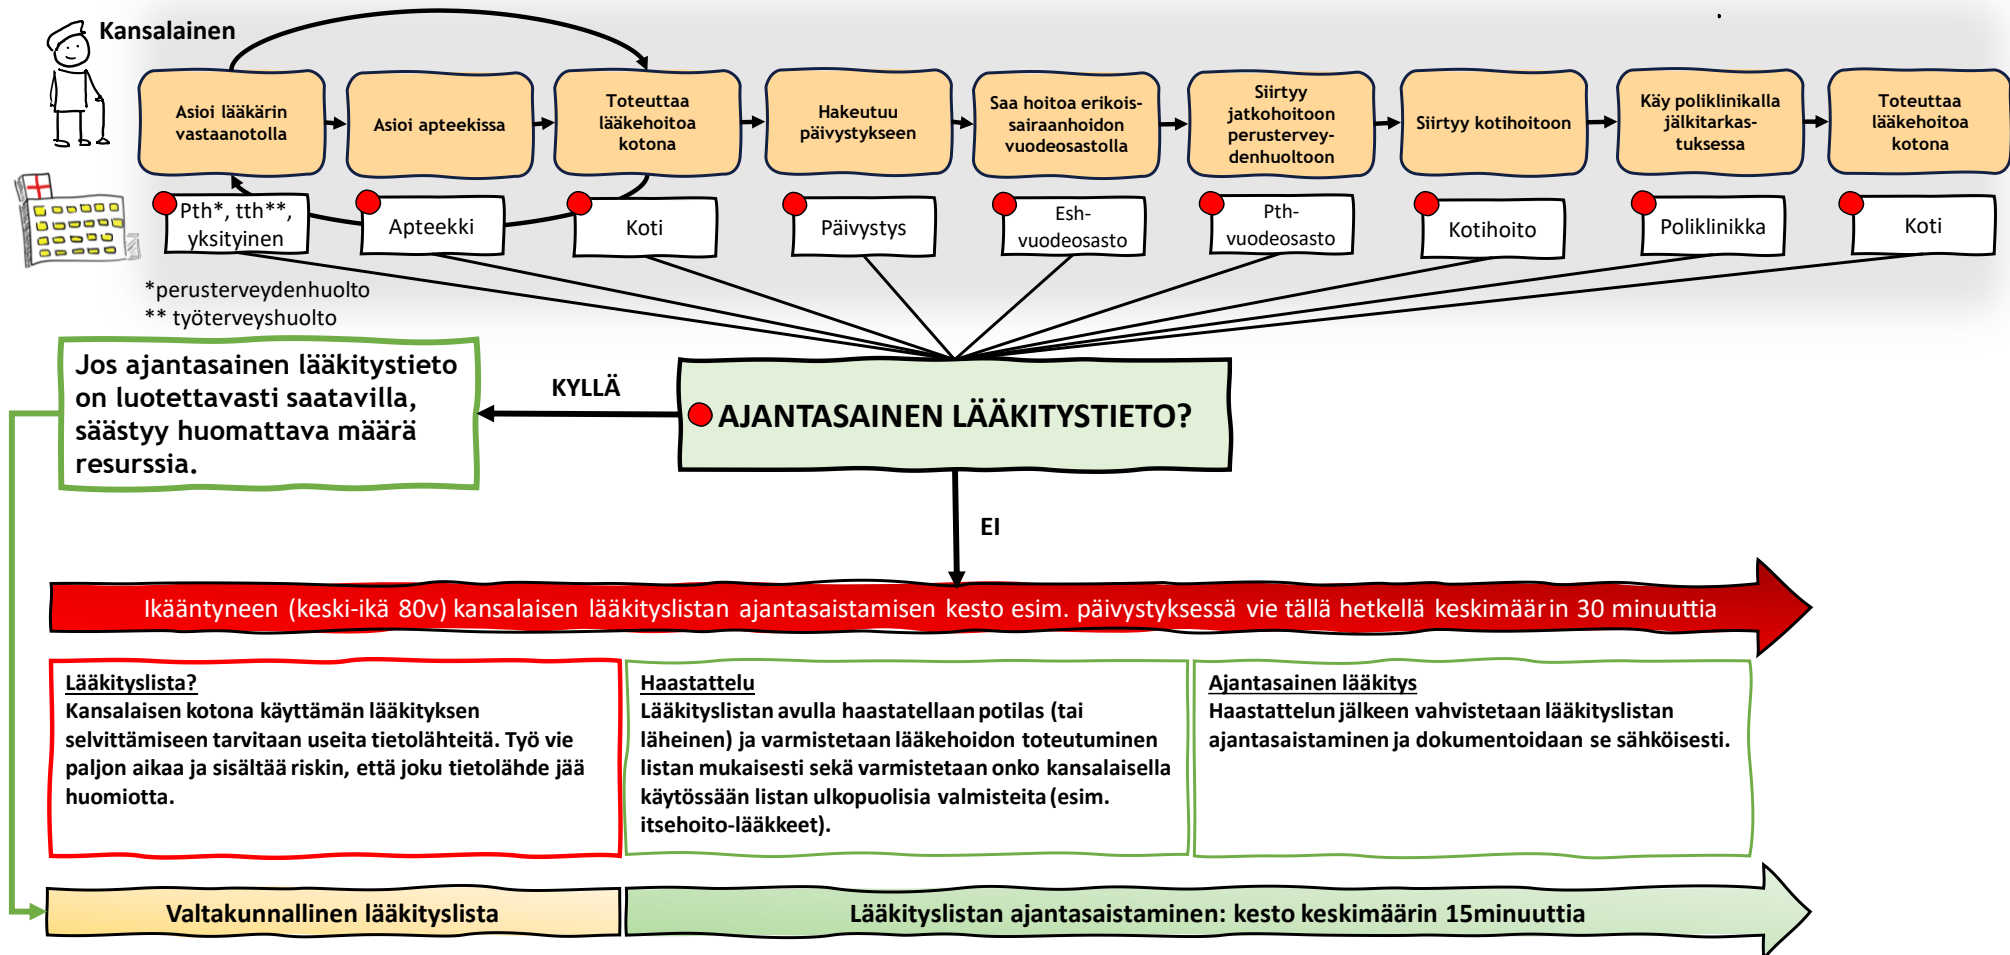 Kansalainen
Asioi lääkärin
vastaanotolla
Asioi apteekissa
Toteuttaa
lääkehoitoa
kotona
Hakeutuu
päivystykseen
Saa hoitoa erikois-
sairaanhoidon
vuodeosastolla
Siirtyy
jatkohoitoon
perustervey-
denhuoltoon
Siirtyy kotihoitoon
Käy poliklinikalla
jälkitarkas-
tuksessa
Toteuttaa
lääkehoitoa
kotona
Pth*, tth**,
yksityinen
Apteekki
Koti
Päivystys
Esh-
vuodeosasto
Pth-
vuodeosasto
Kotihoito
Poliklinikka
Koti
*perusterveydenhuolto
** työterveyshuolto
Jos ajantasainen lääkitystieto
on luotettavasti saatavilla,
säästyy huomattava määrä
resurssia.
KYLLÄ
AJANTASAINEN LÄÄKITYSTIETO?
EI
Ikääntyneen (keski-ikä 80v) kansalaisen lääkityslistan ajantasaistamisen kesto esim. päivystyksessä vie tällä hetkellä keskimäärin 30 minuuttia
Lääkityslista?
Kansalaisen kotona käyttämän lääkityksen
selvittämiseen tarvitaan useita tietolähteitä. Työ vie
paljon aikaa ja sisältää riskin, että joku tietolähde jää
huomiotta.
Haastattelu
Lääkityslistan avulla haastatellaan potilas (tai
läheinen) ja varmistetaan lääkehoidon toteutuminen
listan mukaisesti sekä varmistetaan onko kansalaisella
käytössään listan ulkopuolisia valmisteita (esim.
itsehoito-lääkkeet).
Ajantasainen lääkitys
Haastattelun jälkeen vahvistetaan lääkityslistan
ajantasaistaminen ja dokumentoidaan se sähköisesti.
Valtakunnallinen lääkityslista
Lääkityslistan ajantasaistaminen: kesto keskimäärin 15minuuttia